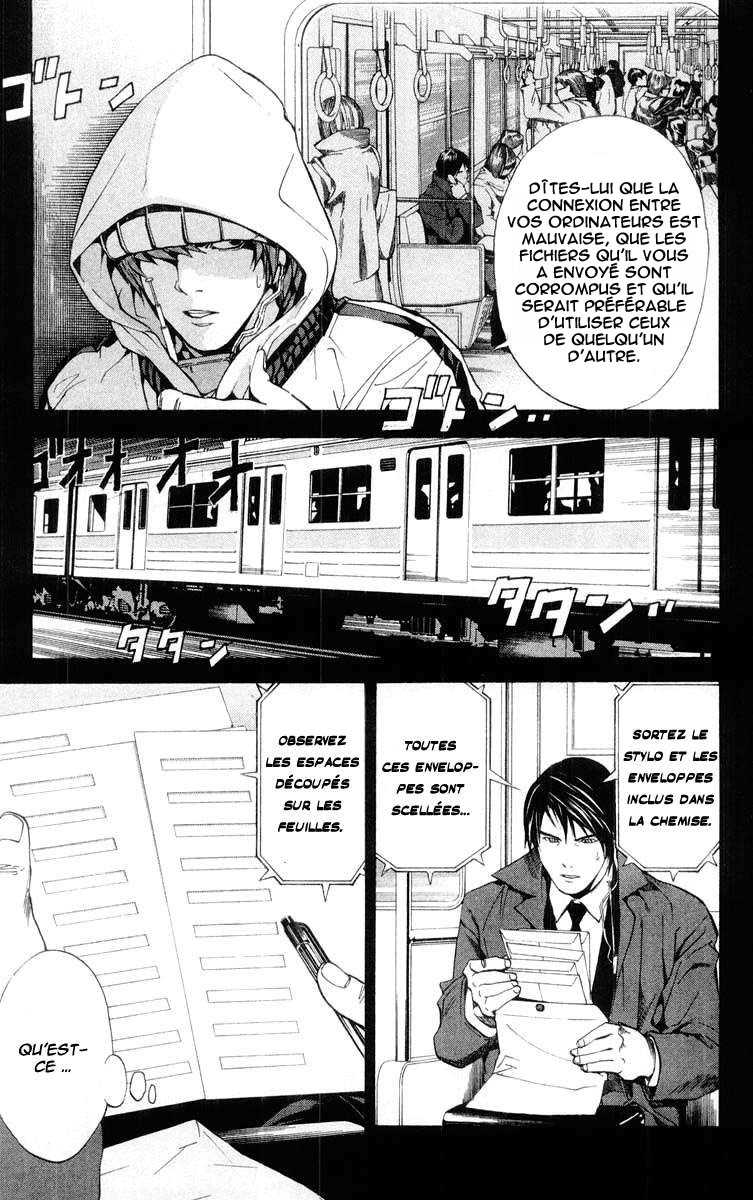 ゴトン
DÎTES-LUI QUE LA
CONNEXION ENTRE
VOS ORDINATEURS EST
MAUVAISE, QUE LES
FICHIERS QU'IL VOUS
A ENVOYÉ SONT
CORROMPUS ET QU'IL
SERAIT PRÉFÉRABLE
D'UTILISER CEUX
DE QUELQU'UN
D'AUTRE.
ゴトン‥
オオオオ
タタン
タタン
SORTEZ LE
STYLO ET LES
ENVELOPPES
INCLUS DANS
LA CHEMISE.
TOUTES
CES ENVELOP-
PES SONT
SCELLÉES...
OBSERVEZ
LES ESPACES
DÉCOUPÉS
SUR LES
FEUILLES.
QU'EST-
CE ...